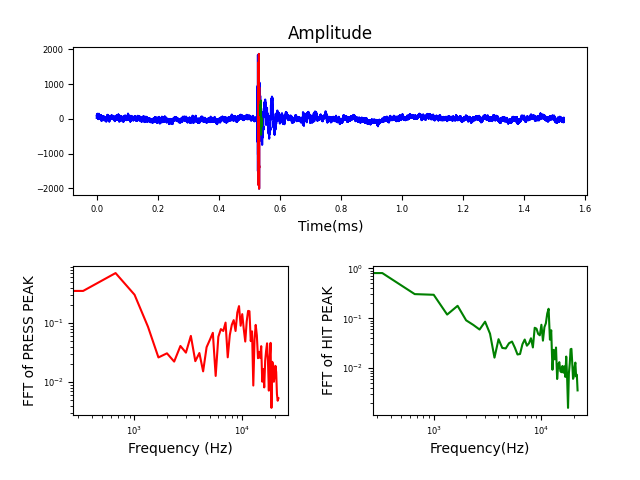 Amplitude
2000
1000
0
−1000
−2000
0.0 0.2 0.4 0.6 0.8 1.0 1.2 1.4 1.6
Time(ms)
FFT of PRESS PEAK
10⁻¹
10⁻²
10³ 10⁴
Frequency (Hz)
FFT of HIT PEAK
10⁰
10⁻¹
10⁻²
10³ 10⁴
Frequency(Hz)